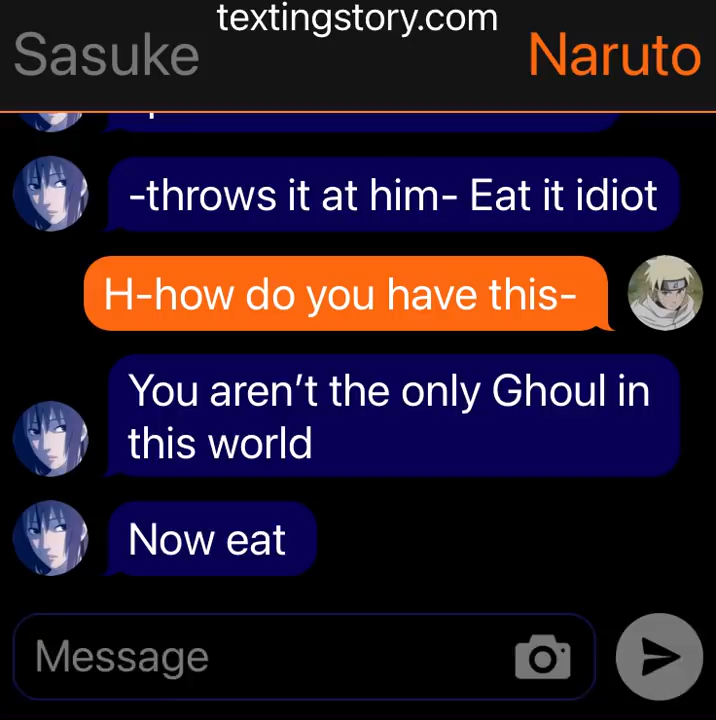 textingstory.com
Sasuke
Naruto
-throws it at him- Eat it idiot
H-how do you have this-
You aren’t the only Ghoul in
this world
Now eat
Message